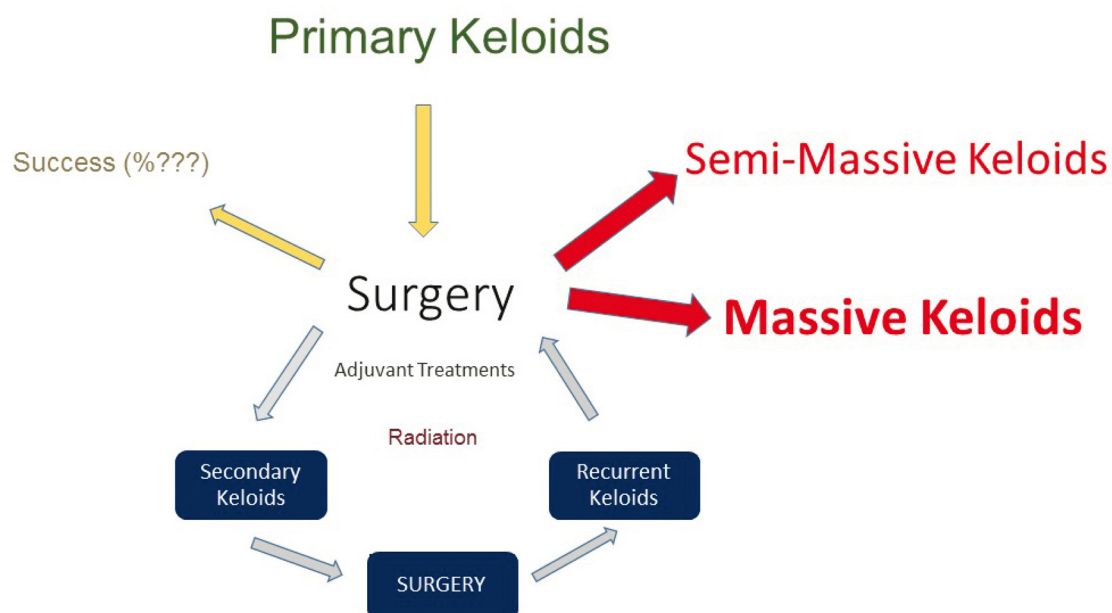 Primary Keloids
Success (%???)
Semi-Massive Keloids
Surgery
Massive Keloids
Adjuvant Treatments
Radiation
Secondary
Keloids
Recurrent
Keloids
SURGERY